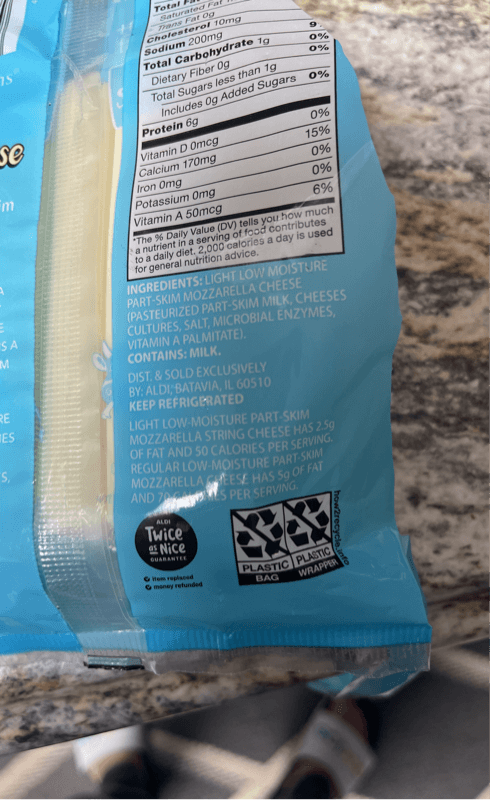 Total Fa
Saturated Fat
Trans Fat 0g
Cholesterol 10mg
Sodium 200mg 9
Total Carbohydrate 1g 0%
Dietary Fiber 0g 0%
Total Sugars less than 1g
Includes 0g Added Sugars 0%
Protein 6g
Vitamin D 0mcg 0%
Calcium 170mg 15%
Iron 0mg 0%
Potassium 0mg 0%
Vitamin A 50mcg 6%
*The % Daily Value (DV) tells you how much
a nutrient in a serving of food contributes
to a daily diet. 2,000 calories a day is used
for general nutrition advice.
INGREDIENTS: LIGHT LOW MOISTURE
PART-SKIM MOZZARELLA CHEESE
(PASTEURIZED PART-SKIM MILK, CHEESES
CULTURES, SALT, MICROBIAL ENZYMES,
VITAMIN A PALMITATE).
CONTAINS: MILK.
DIST. & SOLD EXCLUSIVELY
BY: ALDI, BATAVIA, IL 60510
KEEP REFRIGERATED
LIGHT LOW-MOISTURE PART-SKIM
MOZZARELLA STRING CHEESE HAS 2.5g
OF FAT AND 50 CALORIES PER SERVING.
REGULAR LOW-MOISTURE PART-SKIM
MOZZARELLA CHEESE HAS 5g OF FAT
AND PER SERVING.
ALDI
Twice
as Nice
GUARANTEE
item replaced
money refunded
PLASTIC BAG
PLASTIC WRAPPER
how2recycle.info